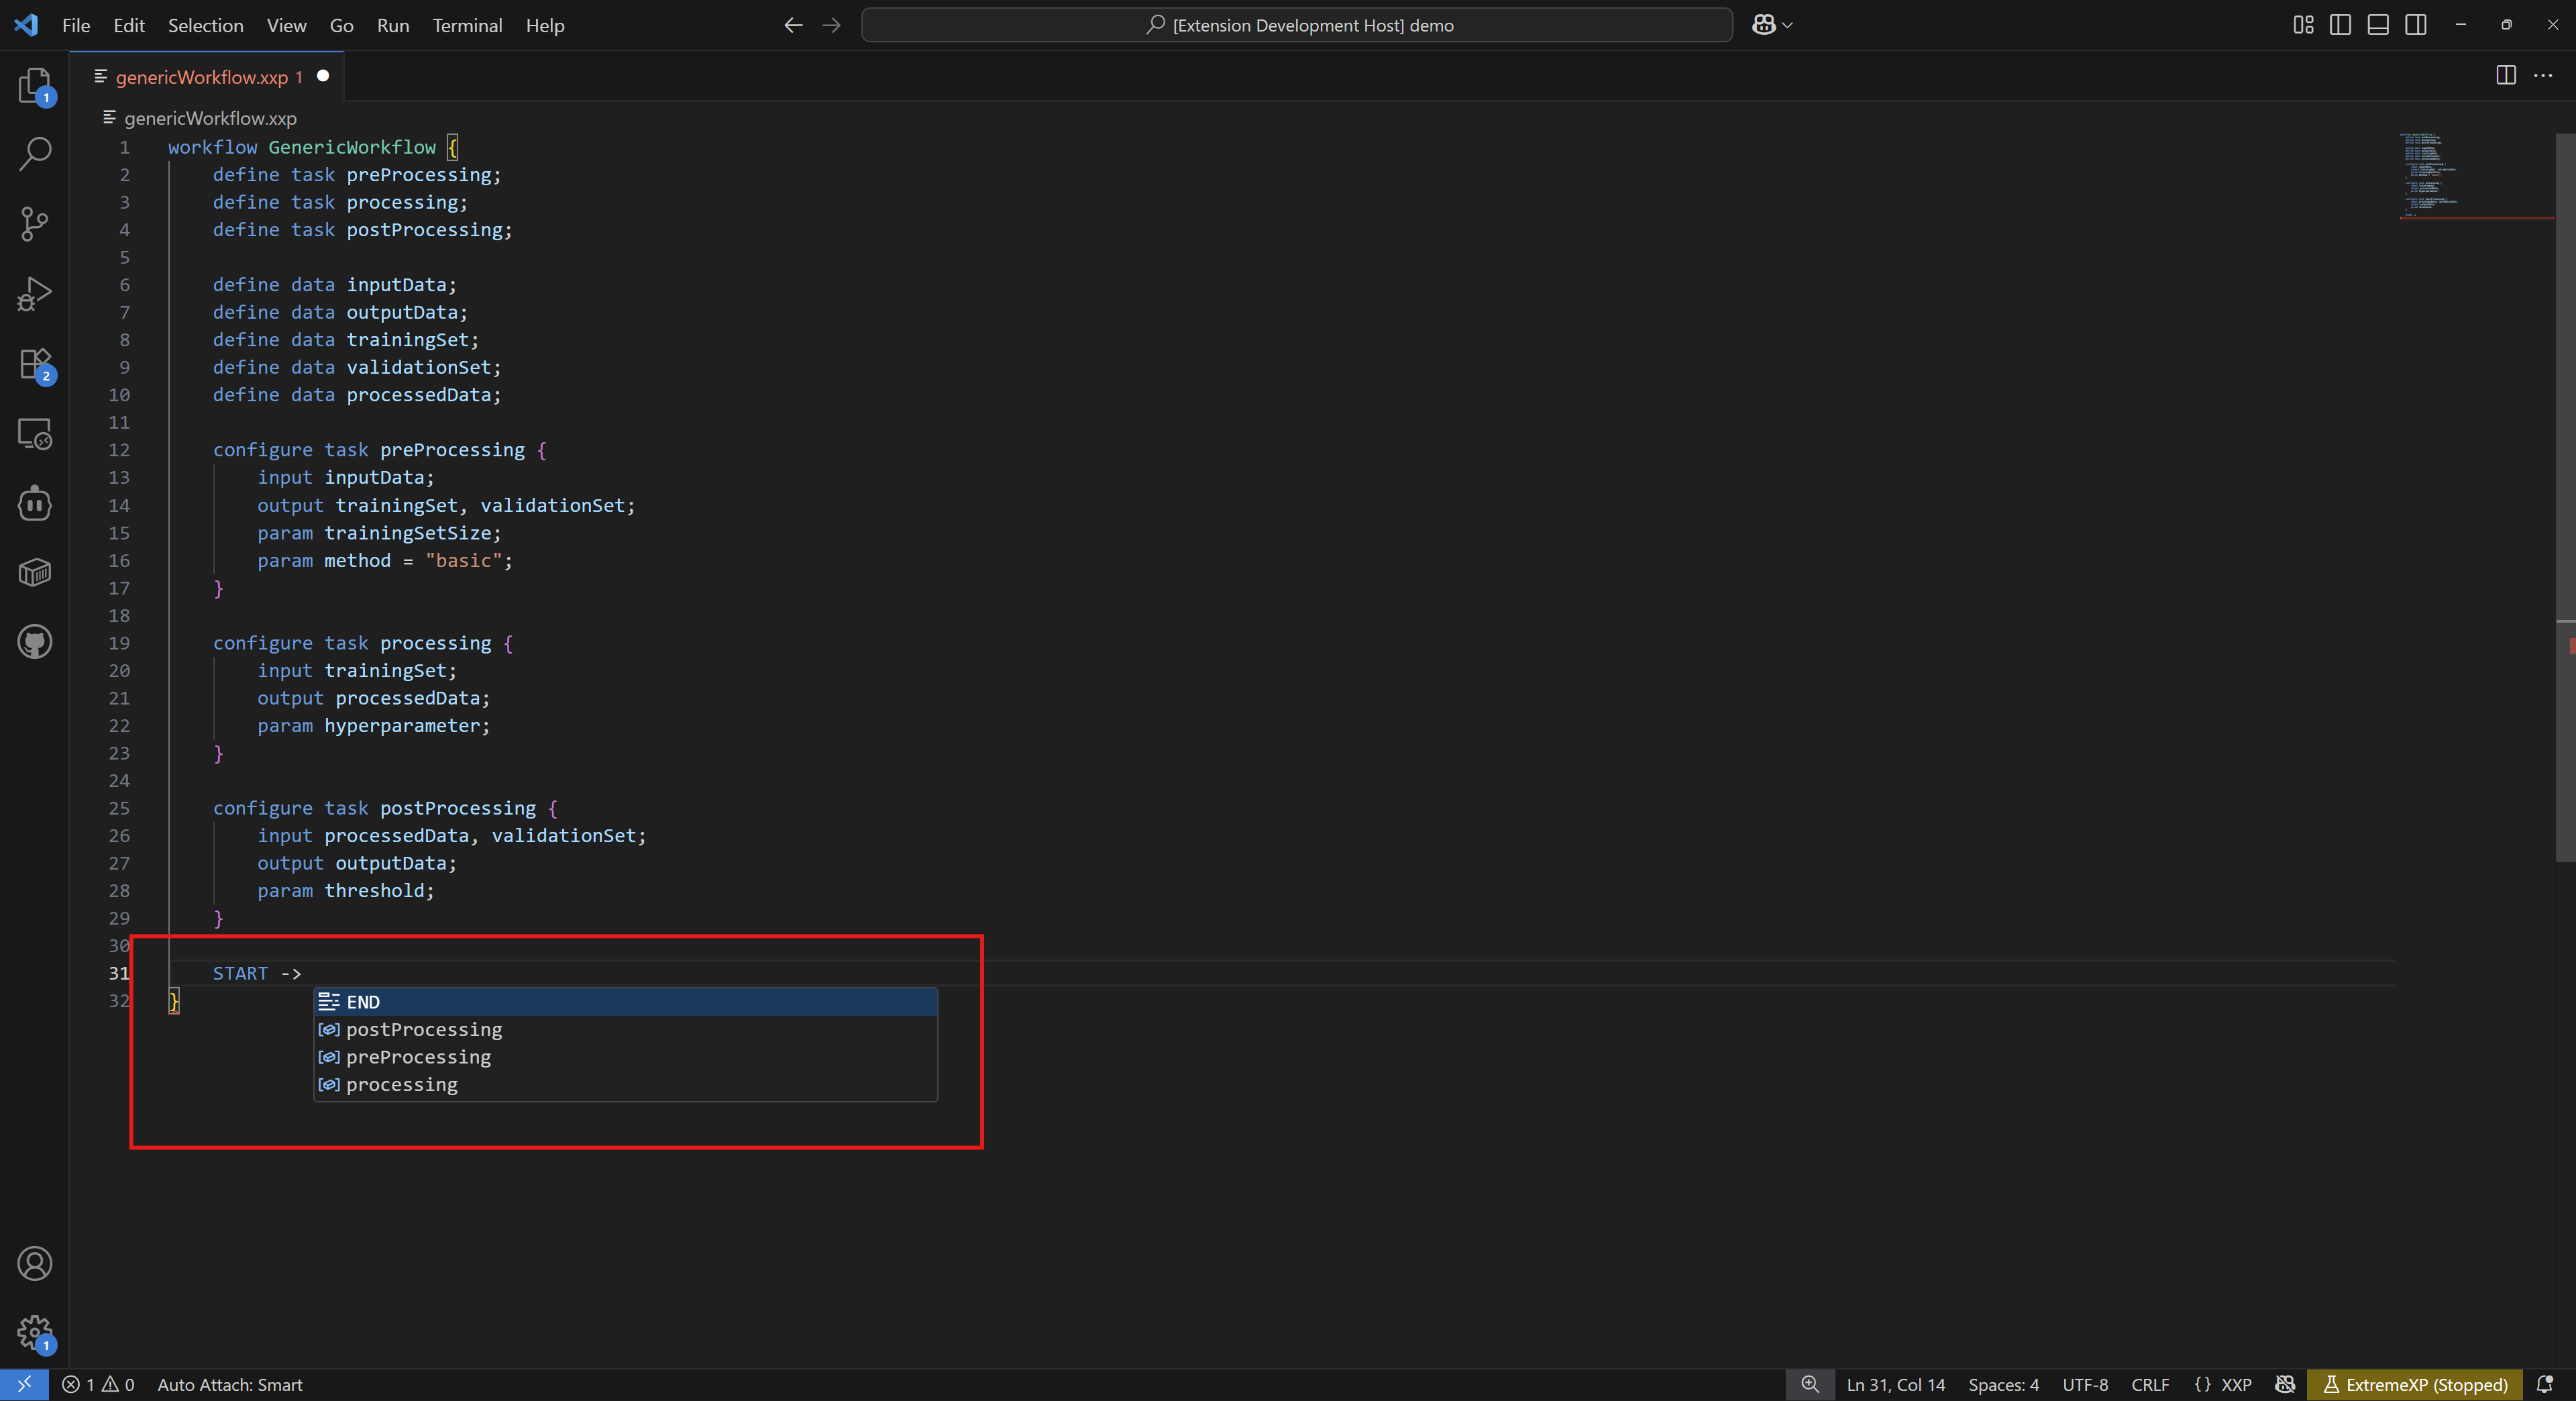 File Edit Selection View Go Run Terminal Help [Extension Development Host] demo
genericWorkflow.xxp 1
genericWorkflow.xxp
1 workflow GenericWorkflow {
2 define task preProcessing;
3 define task processing;
4 define task postProcessing;
5
6 define data inputData;
7 define data outputData;
8 define data trainingSet;
9 define data validationSet;
10 define data processedData;
11
12 configure task preProcessing {
13 input inputData;
14 output trainingSet, validationSet;
15 param trainingSetSize;
16 param method = "basic";
17 }
18
19 configure task processing {
20 input trainingSet;
21 output processedData;
22 param hyperparameter;
23 }
24
25 configure task postProcessing {
26 input processedData, validationSet;
27 output outputData;
28 param threshold;
29 }
30
31 START ->
32 }
END
postProcessing
preProcessing
processing
1
2
1
1 0 Auto Attach: Smart Ln 31, Col 14 Spaces: 4 UTF-8 CRLF {} XXP ExtremeXP (Stopped)